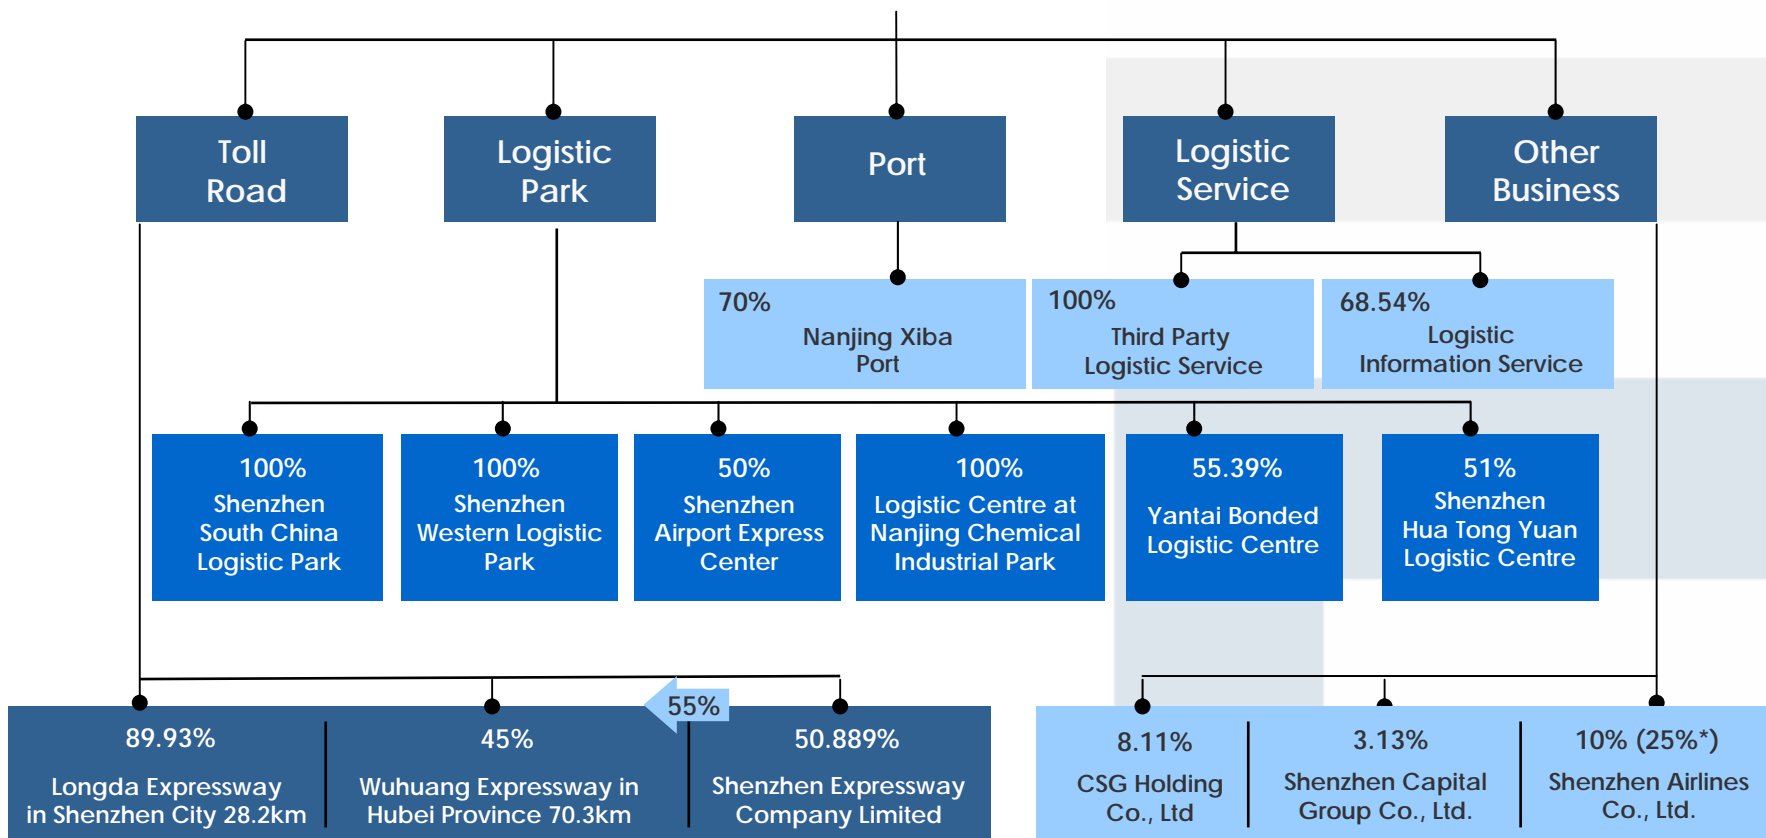 Toll
Road
Logistic
Park
Port
Logistic
Service
Other
Business
70%
Nanjing Xiba
Port
100%
Third Party
Logistic Service
68.54%
Logistic
Information Service
100%
Shenzhen
South China
Logistic Park
100%
Shenzhen
Western Logistic
Park
50%
Shenzhen
Airport Express
Center
100%
Logistic Centre at
Nanjing Chemical
Industrial Park
55.39%
Yantai Bonded
Logistic Centre
51%
Shenzhen
Hua Tong Yuan
Logistic Centre
55%
89.93%
Longda Expressway
in Shenzhen City 28.2km
45%
Wuhuang Expressway in
Hubei Province 70.3km
50.889%
Shenzhen Expressway
Company Limited
8.11%
CSG Holding
Co., Ltd
3.13%
Shenzhen Capital
Group Co., Ltd.
10% (25%*)
Shenzhen Airlines
Co., Ltd.